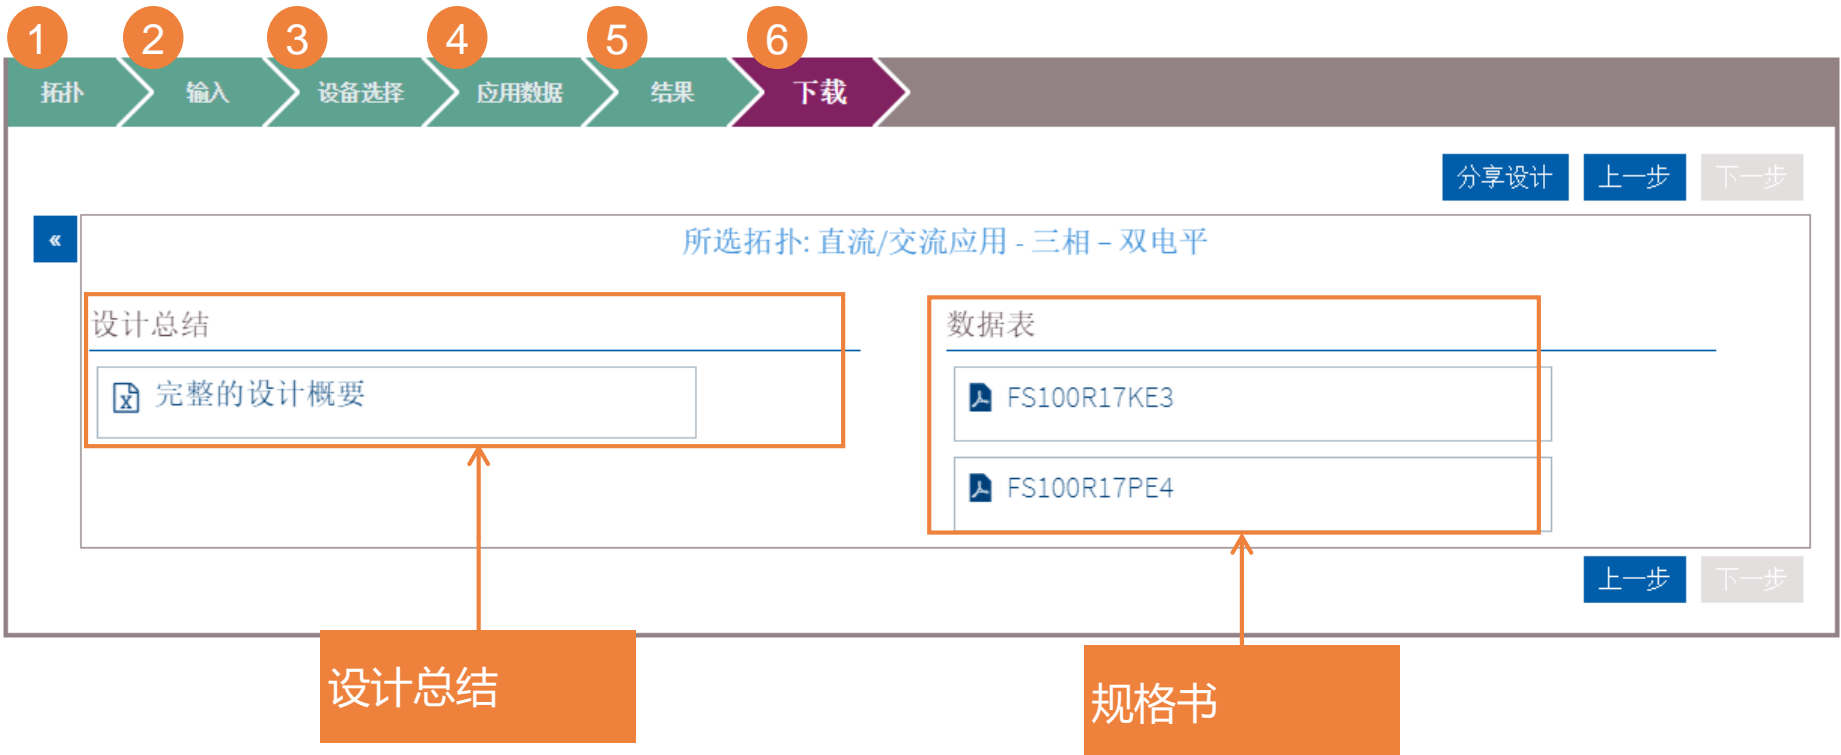 1 2 3 4 5 6
拓扑 输入 设备选择 应用数据 结果 下载
分享设计 上一步 下一步
«
所选拓扑: 直流/交流应用 - 三相 – 双电平
设计总结
完整的设计概要
数据表
FS100R17KE3
FS100R17PE4
上一步 下一步
设计总结
规格书